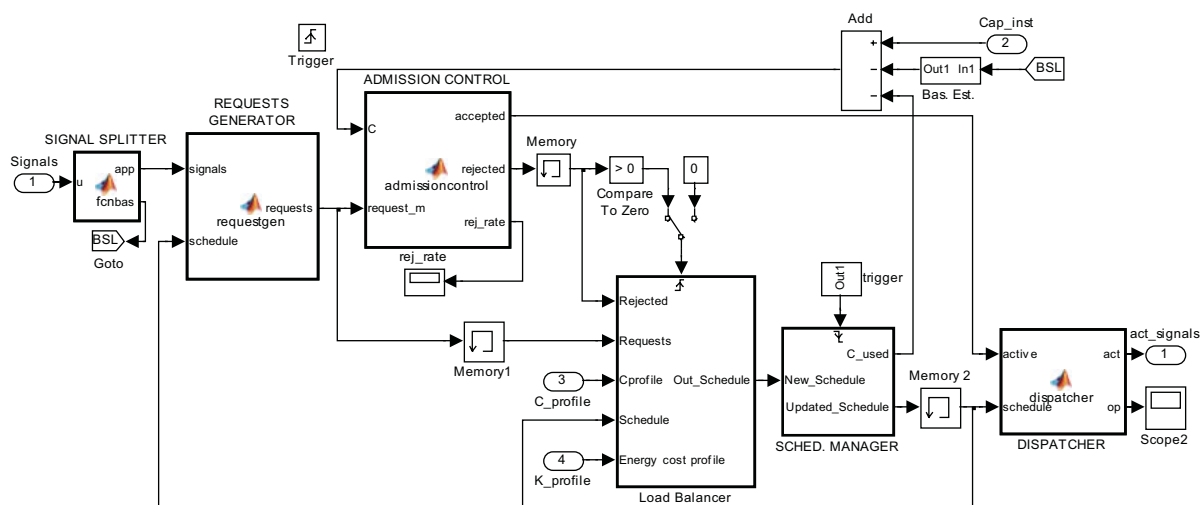 Add
Cap_inst
2
+
−
−
Out1 In1
BSL
Bas. Est.
Trigger
ADMISSION CONTROL
C
accepted
rejected
admissioncontrol
request_m
rej_rate
REQUESTS
GENERATOR
signals
requests
requestgen
schedule
SIGNAL SPLITTER
Signals
1
u
app
fcnbas
BSL
Goto
Memory
> 0
Compare
To Zero
0
rej_rate
Memory1
Rejected
Requests
Cprofile
Out_Schedule
Schedule
Energy cost profile
Load Balancer
3
C_profile
4
K_profile
Out1
trigger
C_used
New_Schedule
Updated_Schedule
SCHED. MANAGER
Memory 2
active
act
dispatcher
schedule
op
DISPATCHER
act_signals
1
Scope2